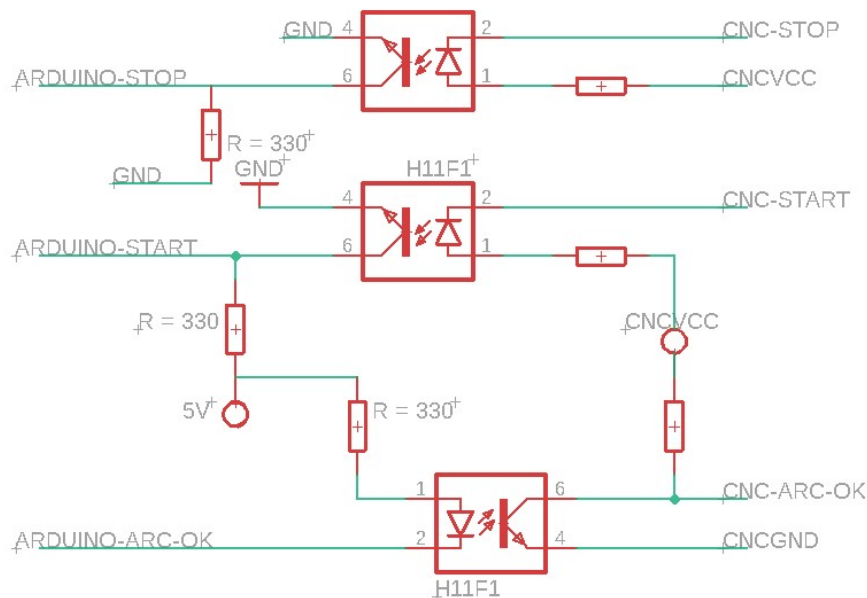 GND 4 2 CNC-STOP
ARDUINO-STOP 6 1 CNCVCC
R = 330
GND GND H11F1
4 2 CNC-START
ARDUINO-START 6 1
R = 330 CNCVCC
5V R = 330
1 6 CNC-ARC-OK
ARDUINO-ARC-OK 2 4 CNCGND
H11F1